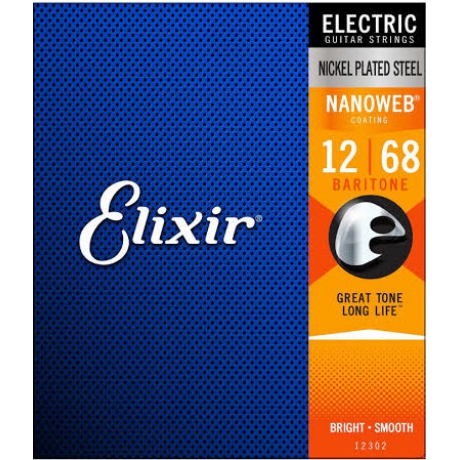 ELECTRIC
GUITAR STRINGS
NICKEL PLATED STEEL
NANOWEB®
COATING
12 | 68
BARITONE
Elixir®
e
GREAT TONE
LONG LIFE™
BRIGHT • SMOOTH
12302